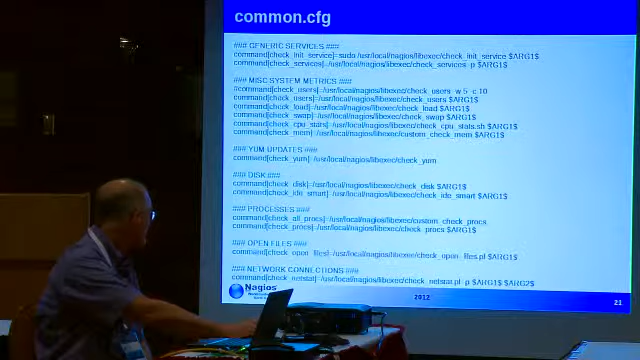 common.cfg
### GENERIC SERVICES ###
command[check_init_service]=sudo /usr/local/nagios/libexec/check_init_service $ARG1$
command[check_services]=/usr/local/nagios/libexec/check_services -p $ARG1$
### MISC SYSTEM METRICS ###
#command[check_users]=/usr/local/nagios/libexec/check_users -w 5 -c 10
command[check_users]=/usr/local/nagios/libexec/check_users $ARG1$
command[check_load]=/usr/local/nagios/libexec/check_load $ARG1$
command[check_swap]=/usr/local/nagios/libexec/check_swap $ARG1$
command[check_cpu_stats]=/usr/local/nagios/libexec/check_cpu_stats.sh $ARG1$
command[check_mem]=/usr/local/nagios/libexec/custom_check_mem $ARG1$
### YUM UPDATES ###
command[check_yum]=/usr/local/nagios/libexec/check_yum
### DISK ###
command[check_disk]=/usr/local/nagios/libexec/check_disk $ARG1$
command[check_ide_smart]=/usr/local/nagios/libexec/check_ide_smart $ARG1$
### PROCESSES ###
command[check_all_procs]=/usr/local/nagios/libexec/custom_check_procs
command[check_procs]=/usr/local/nagios/libexec/check_procs $ARG1$
### OPEN FILES ###
command[check_open_files]=/usr/local/nagios/libexec/check_open_files.pl $ARG1$
### NETWORK CONNECTIONS ###
command[check_netstat]=/usr/local/nagios/libexec/check_netstat.pl -p $ARG1$ $ARG2$
Nagios
2012
21